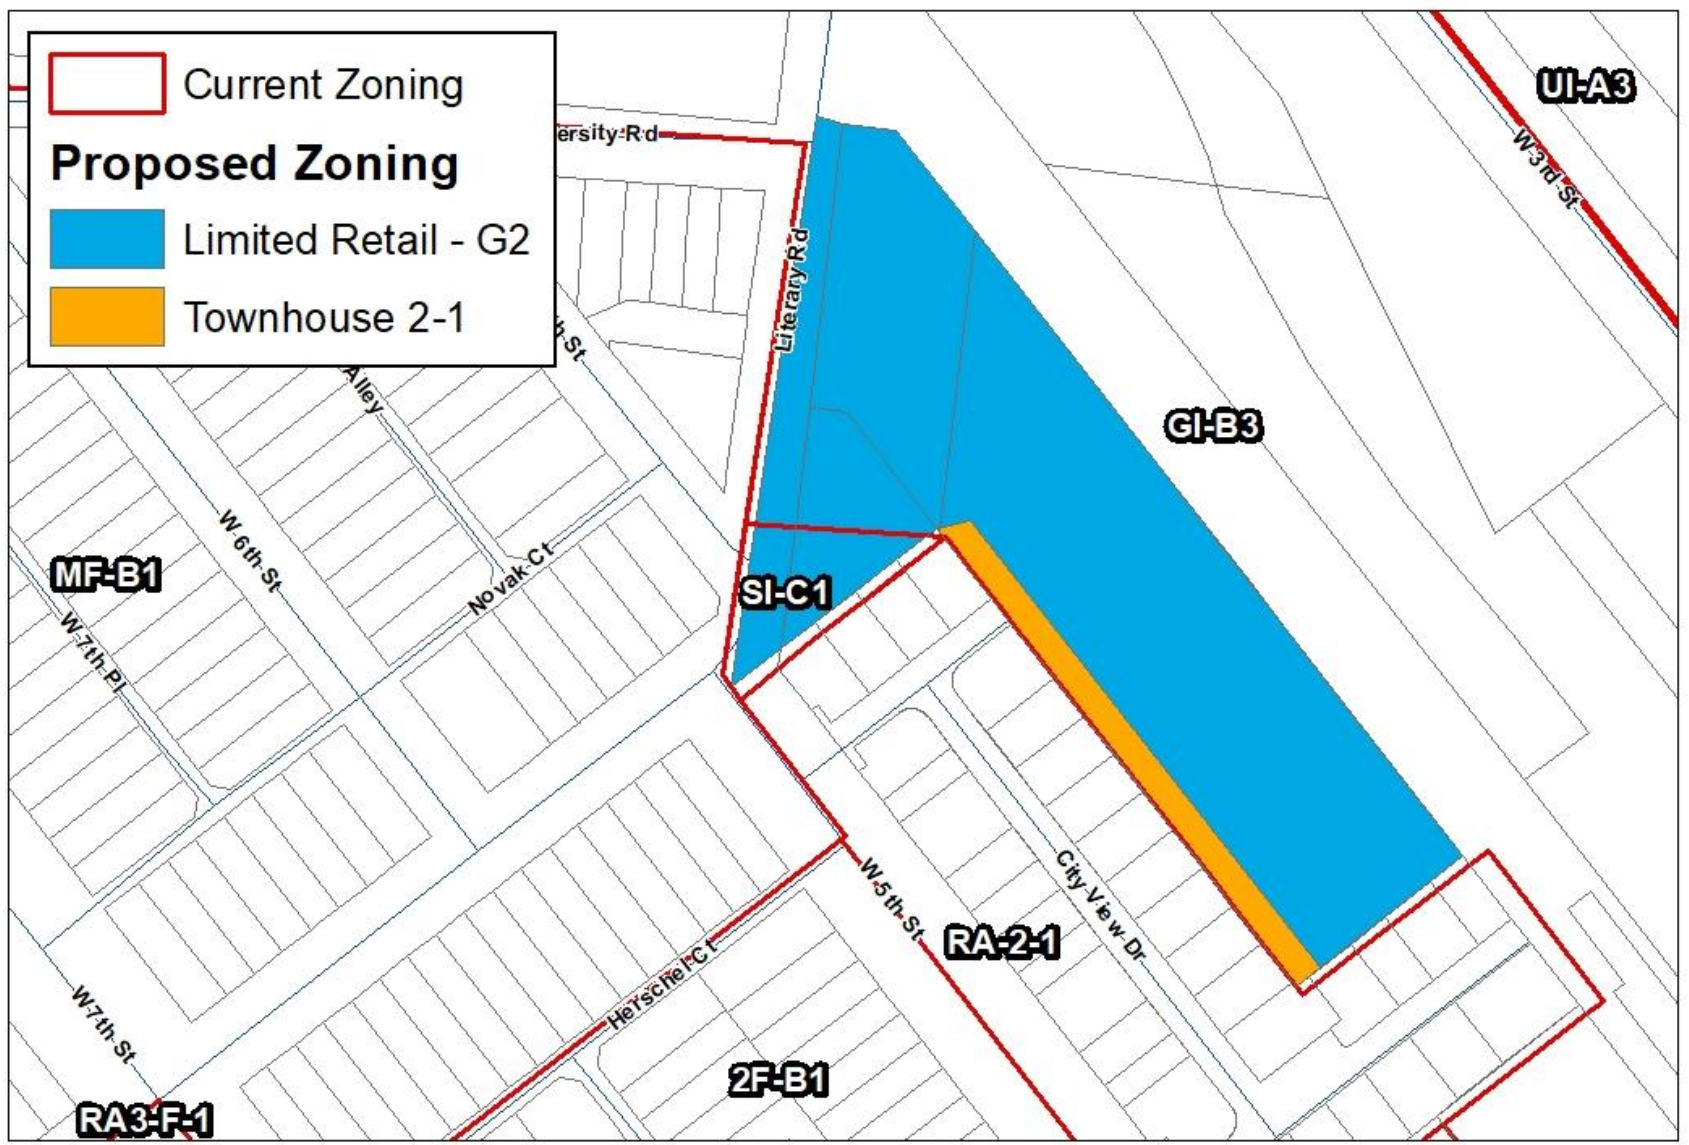 Current Zoning
Proposed Zoning
Limited Retail - G2
Townhouse 2-1
UI-A3
W 3rd St
ersity Rd
Literary Rd
h St
Alley
GI-B3
W 6th St
Novak Ct
MF-B1
SI-C1
W 7th Pl
W 5th St
City View Dr
RA-2-1
Herschel Ct
W 7th St
2F-B1
RA3-F-1